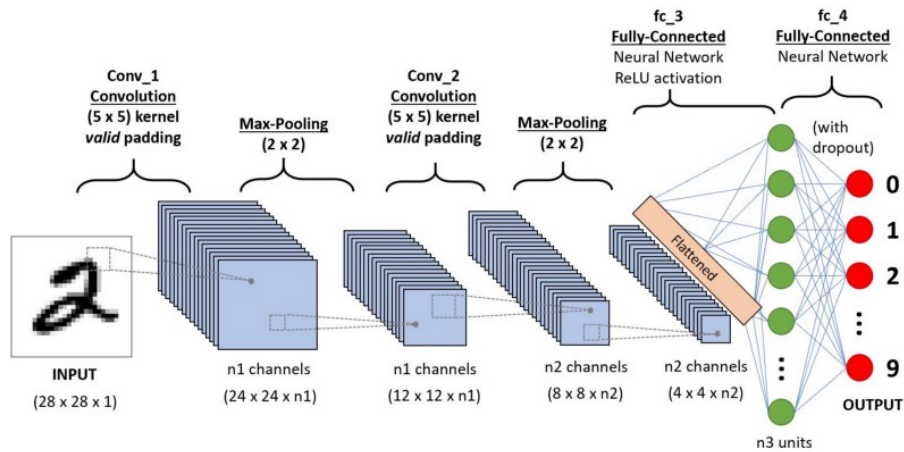 fc_3
Fully-Connected
Neural Network
ReLU activation
fc_4
Fully-Connected
Neural Network
Conv_1
Convolution
(5 x 5) kernel
valid padding
Max-Pooling
(2 x 2)
Conv_2
Convolution
(5 x 5) kernel
valid padding
Max-Pooling
(2 x 2)
(with
dropout)
Flattened
0
1
2
...
9
...
2
INPUT
(28 x 28 x 1)
n1 channels
(24 x 24 x n1)
n1 channels
(12 x 12 x n1)
n2 channels
(8 x 8 x n2)
n2 channels
(4 x 4 x n2)
OUTPUT
n3 units